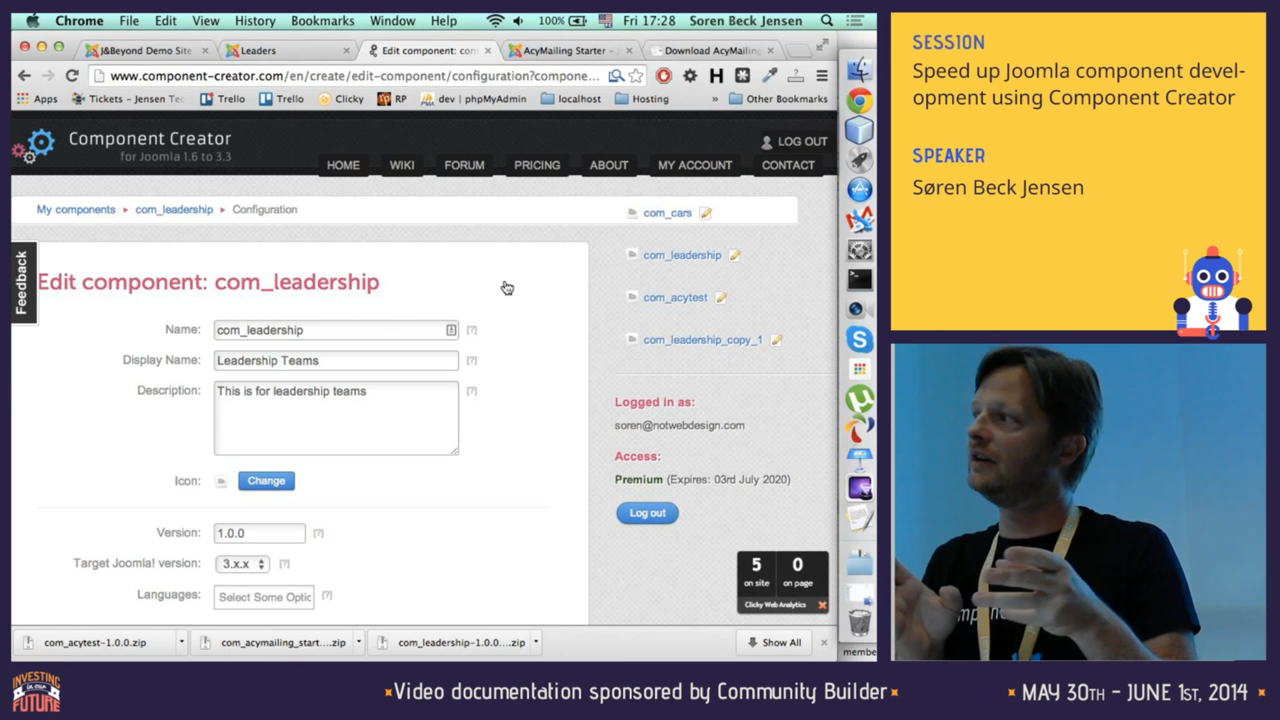 Chrome File Edit View History Bookmarks Window Help 100% Fri 17:28 Soren Beck Jensen
J&Beyond Demo Site
Leaders
Edit component: com
AcyMailing Starter -
Download AcyMailing
www.component-creator.com/en/create/edit-component/configuration?compone...
Apps Tickets - Jensen Tec Trello Trello Clicky RP dev | phpMyAdmin localhost Hosting » Other Bookmarks
Component Creator
for Joomla 1.6 to 3.3
LOG OUT
HOME WIKI FORUM PRICING ABOUT MY ACCOUNT CONTACT
My components com_leadership Configuration
Feedback
Edit component: com_leadership
Name: com_leadership [?]
Display Name: Leadership Teams [?]
Description: This is for leadership teams [?]
Icon: Change
Version: 1.0.0 [?]
Target Joomla! version: 3.x.x [?]
Languages: Select Some Optic [?]
com_cars
com_leadership
com_acytest
com_leadership_copy_1
Logged in as:
soren@notwebdesign.com
Access:
Premium (Expires: 03rd July 2020)
Log out
5 0
on site on page
Clicky Web Analytics
com_acytest-1.0.0.zip com_acymailing_start....zip com_leadership-1.0.0....zip Show All
membe
SESSION
Speed up Joomla component devel-
opment using Component Creator
SPEAKER
Søren Beck Jensen
INVESTING
IN OUR
FUTURE
Video documentation sponsored by Community Builder
MAY 30TH - JUNE 1ST, 2014